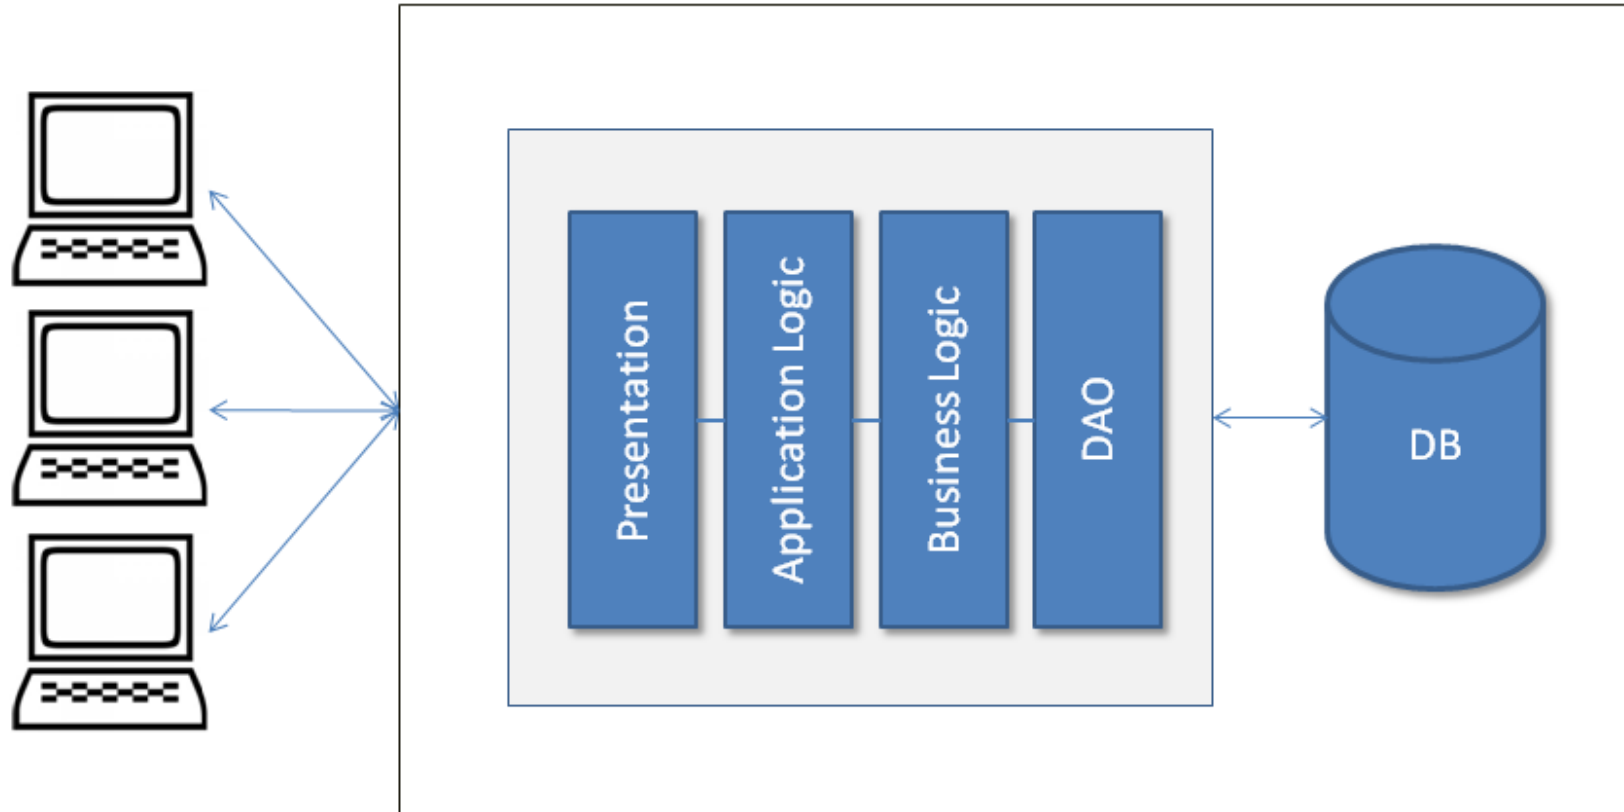 Presentation
Application Logic
Business Logic
DAO
DB